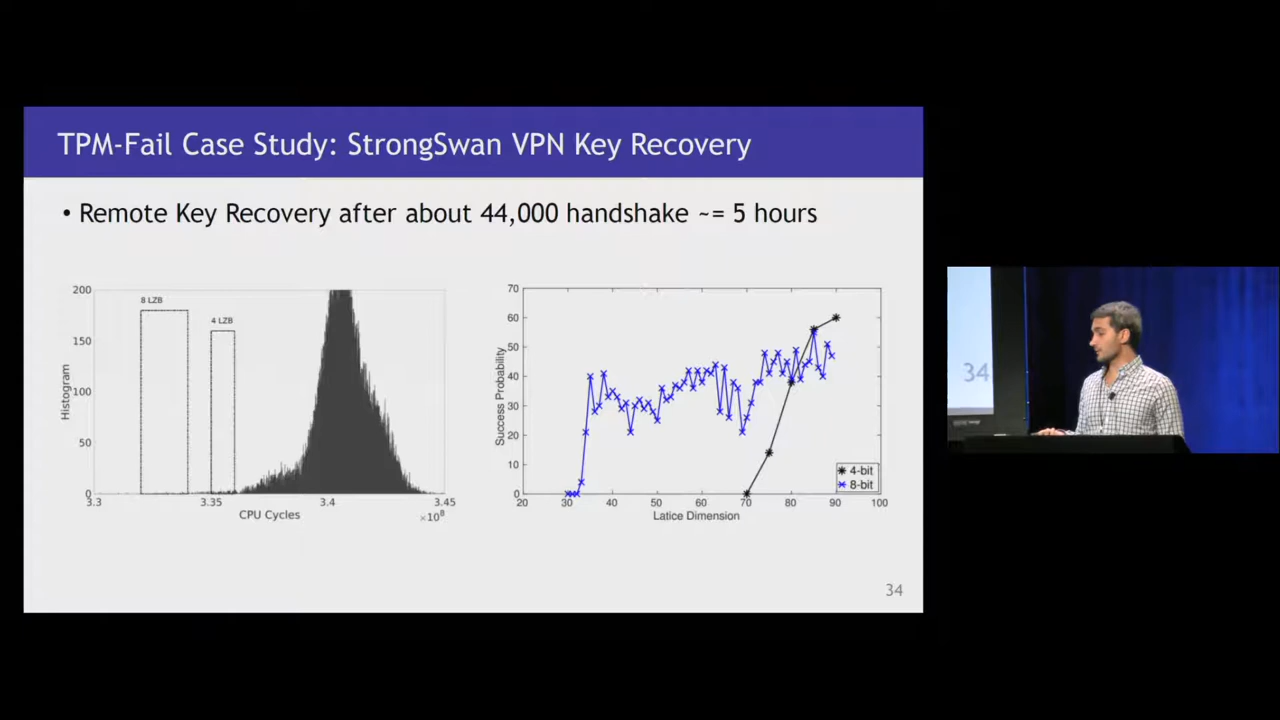 TPM-Fail Case Study: StrongSwan VPN Key Recovery
• Remote Key Recovery after about 44,000 handshake ~= 5 hours
200
150
100
50
0
Histogram
8 LZB
4 LZB
3.3
3.35
3.4
3.45
CPU Cycles
×10⁸
70
60
50
40
30
20
10
0
Success Probability
4-bit
8-bit
20
30
40
50
60
70
80
90
100
Latice Dimension
34
34